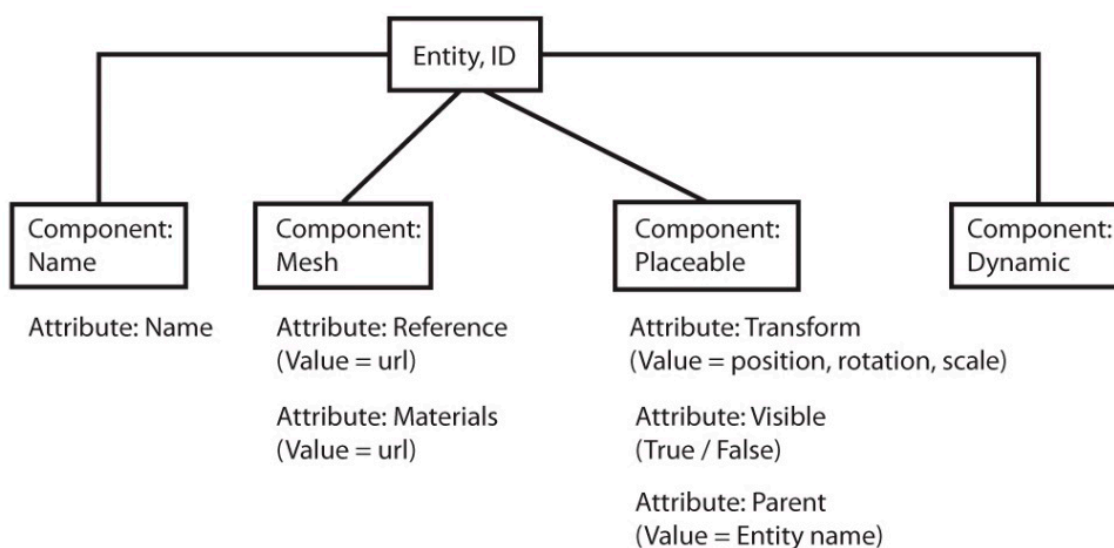 Entity, ID
Component:
Name
Attribute: Name
Component:
Mesh
Attribute: Reference
(Value = url)
Attribute: Materials
(Value = url)
Component:
Placeable
Attribute: Transform
(Value = position, rotation, scale)
Attribute: Visible
(True / False)
Attribute: Parent
(Value = Entity name)
Component:
Dynamic